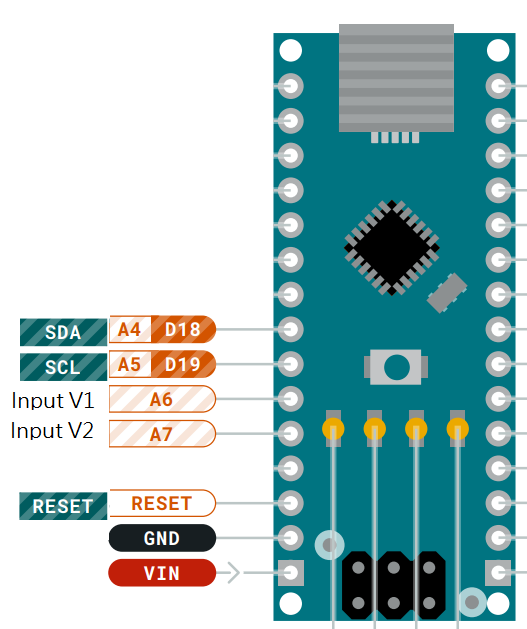 SDA A4 D18
SCL A5 D19
Input V1 A6
Input V2 A7
RESET RESET
GND
VIN